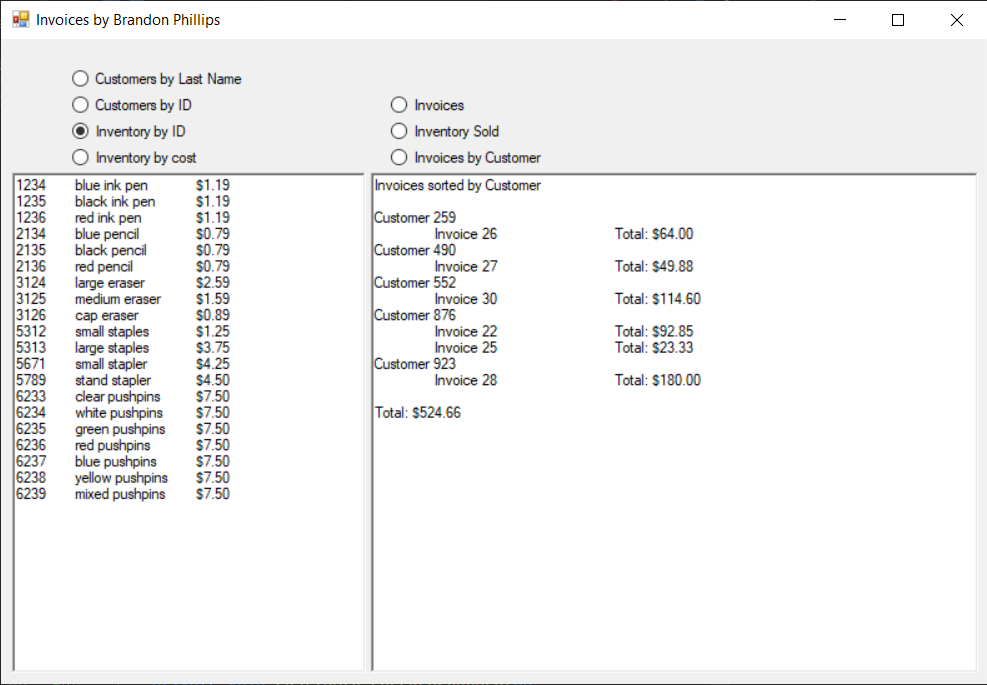 Invoices by Brandon Phillips
Customers by Last Name
Customers by ID
Inventory by ID
Inventory by cost
Invoices
Inventory Sold
Invoices by Customer
1234 blue ink pen $1.19
1235 black ink pen $1.19
1236 red ink pen $1.19
2134 blue pencil $0.79
2135 black pencil $0.79
2136 red pencil $0.79
3124 large eraser $2.59
3125 medium eraser $1.59
3126 cap eraser $0.89
5312 small staples $1.25
5313 large staples $3.75
5671 small stapler $4.25
5789 stand stapler $4.50
6233 clear pushpins $7.50
6234 white pushpins $7.50
6235 green pushpins $7.50
6236 red pushpins $7.50
6237 blue pushpins $7.50
6238 yellow pushpins $7.50
6239 mixed pushpins $7.50
Invoices sorted by Customer
Customer 259
Invoice 26 Total: $64.00
Customer 490
Invoice 27 Total: $49.88
Customer 552
Invoice 30 Total: $114.60
Customer 876
Invoice 22 Total: $92.85
Invoice 25 Total: $23.33
Customer 923
Invoice 28 Total: $180.00
Total: $524.66